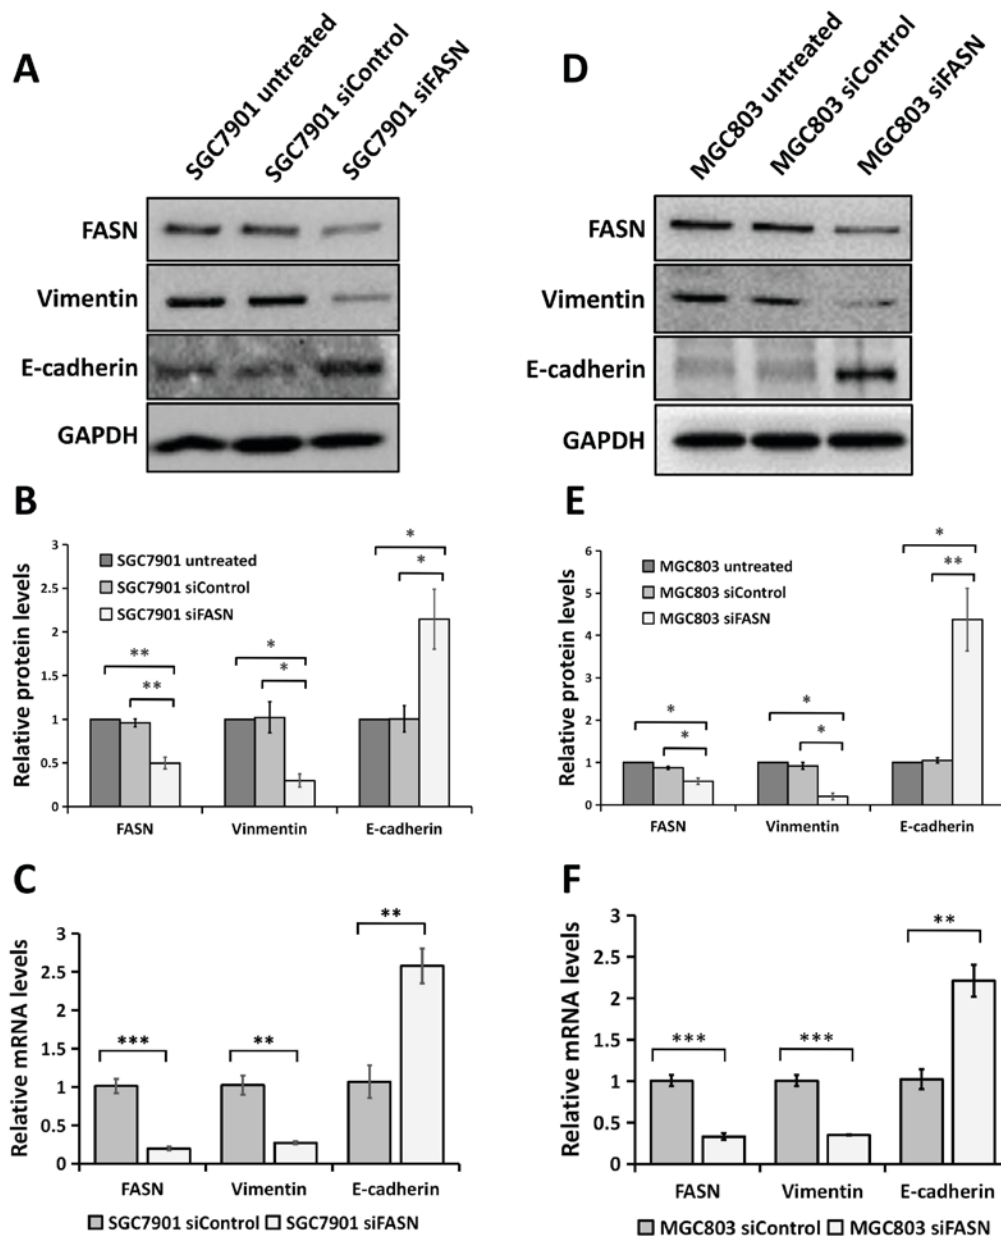 A
SGC7901 untreated
SGC7901 siControl
SGC7901 siFASN
FASN
Vimentin
E-cadherin
GAPDH
D
MGC803 untreated
MGC803 siControl
MGC803 siFASN
FASN
Vimentin
E-cadherin
GAPDH
B
Relative protein levels
3
2.5
2
1.5
1
0.5
0
SGC7901 untreated
SGC7901 siControl
SGC7901 siFASN
**
**
*
*
*
*
FASN Vinmentin E-cadherin
E
Relative protein levels
6
5
4
3
2
1
0
MGC803 untreated
MGC803 siControl
MGC803 siFASN
*
*
*
*
*
**
FASN Vinmentin E-cadherin
C
Relative mRNA levels
3
2.5
2
1.5
1
0.5
0
***
**
**
FASN Vimentin E-cadherin
SGC7901 siControl SGC7901 siFASN
F
Relative mRNA levels
3
2.5
2
1.5
1
0.5
0
***
***
**
FASN Vimentin E-cadherin
MGC803 siControl MGC803 siFASN